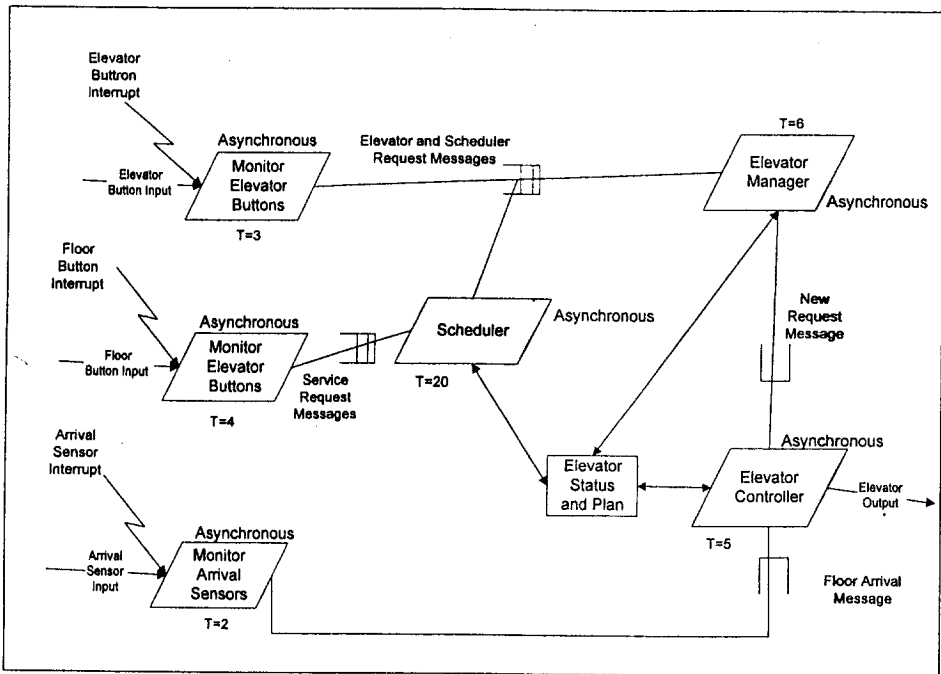 Elevator
Buttron
Interrupt
Asynchronous
Elevator
Button Input
Monitor
Elevator
Buttons
T=3
Elevator and Scheduler
Request Messages
T=6
Elevator
Manager
Asynchronous
Floor
Button
Interrupt
Asynchronous
Floor
Button Input
Monitor
Elevator
Buttons
T=4
Service
Request
Messages
Scheduler
Asynchronous
T=20
New
Request
Message
Arrival
Sensor
Interrupt
Asynchronous
Arrival
Sensor
Input
Monitor
Arrival
Sensors
T=2
Elevator
Status
and Plan
Asynchronous
Elevator
Controller
Elevator
Output
T=5
Floor Arrival
Message